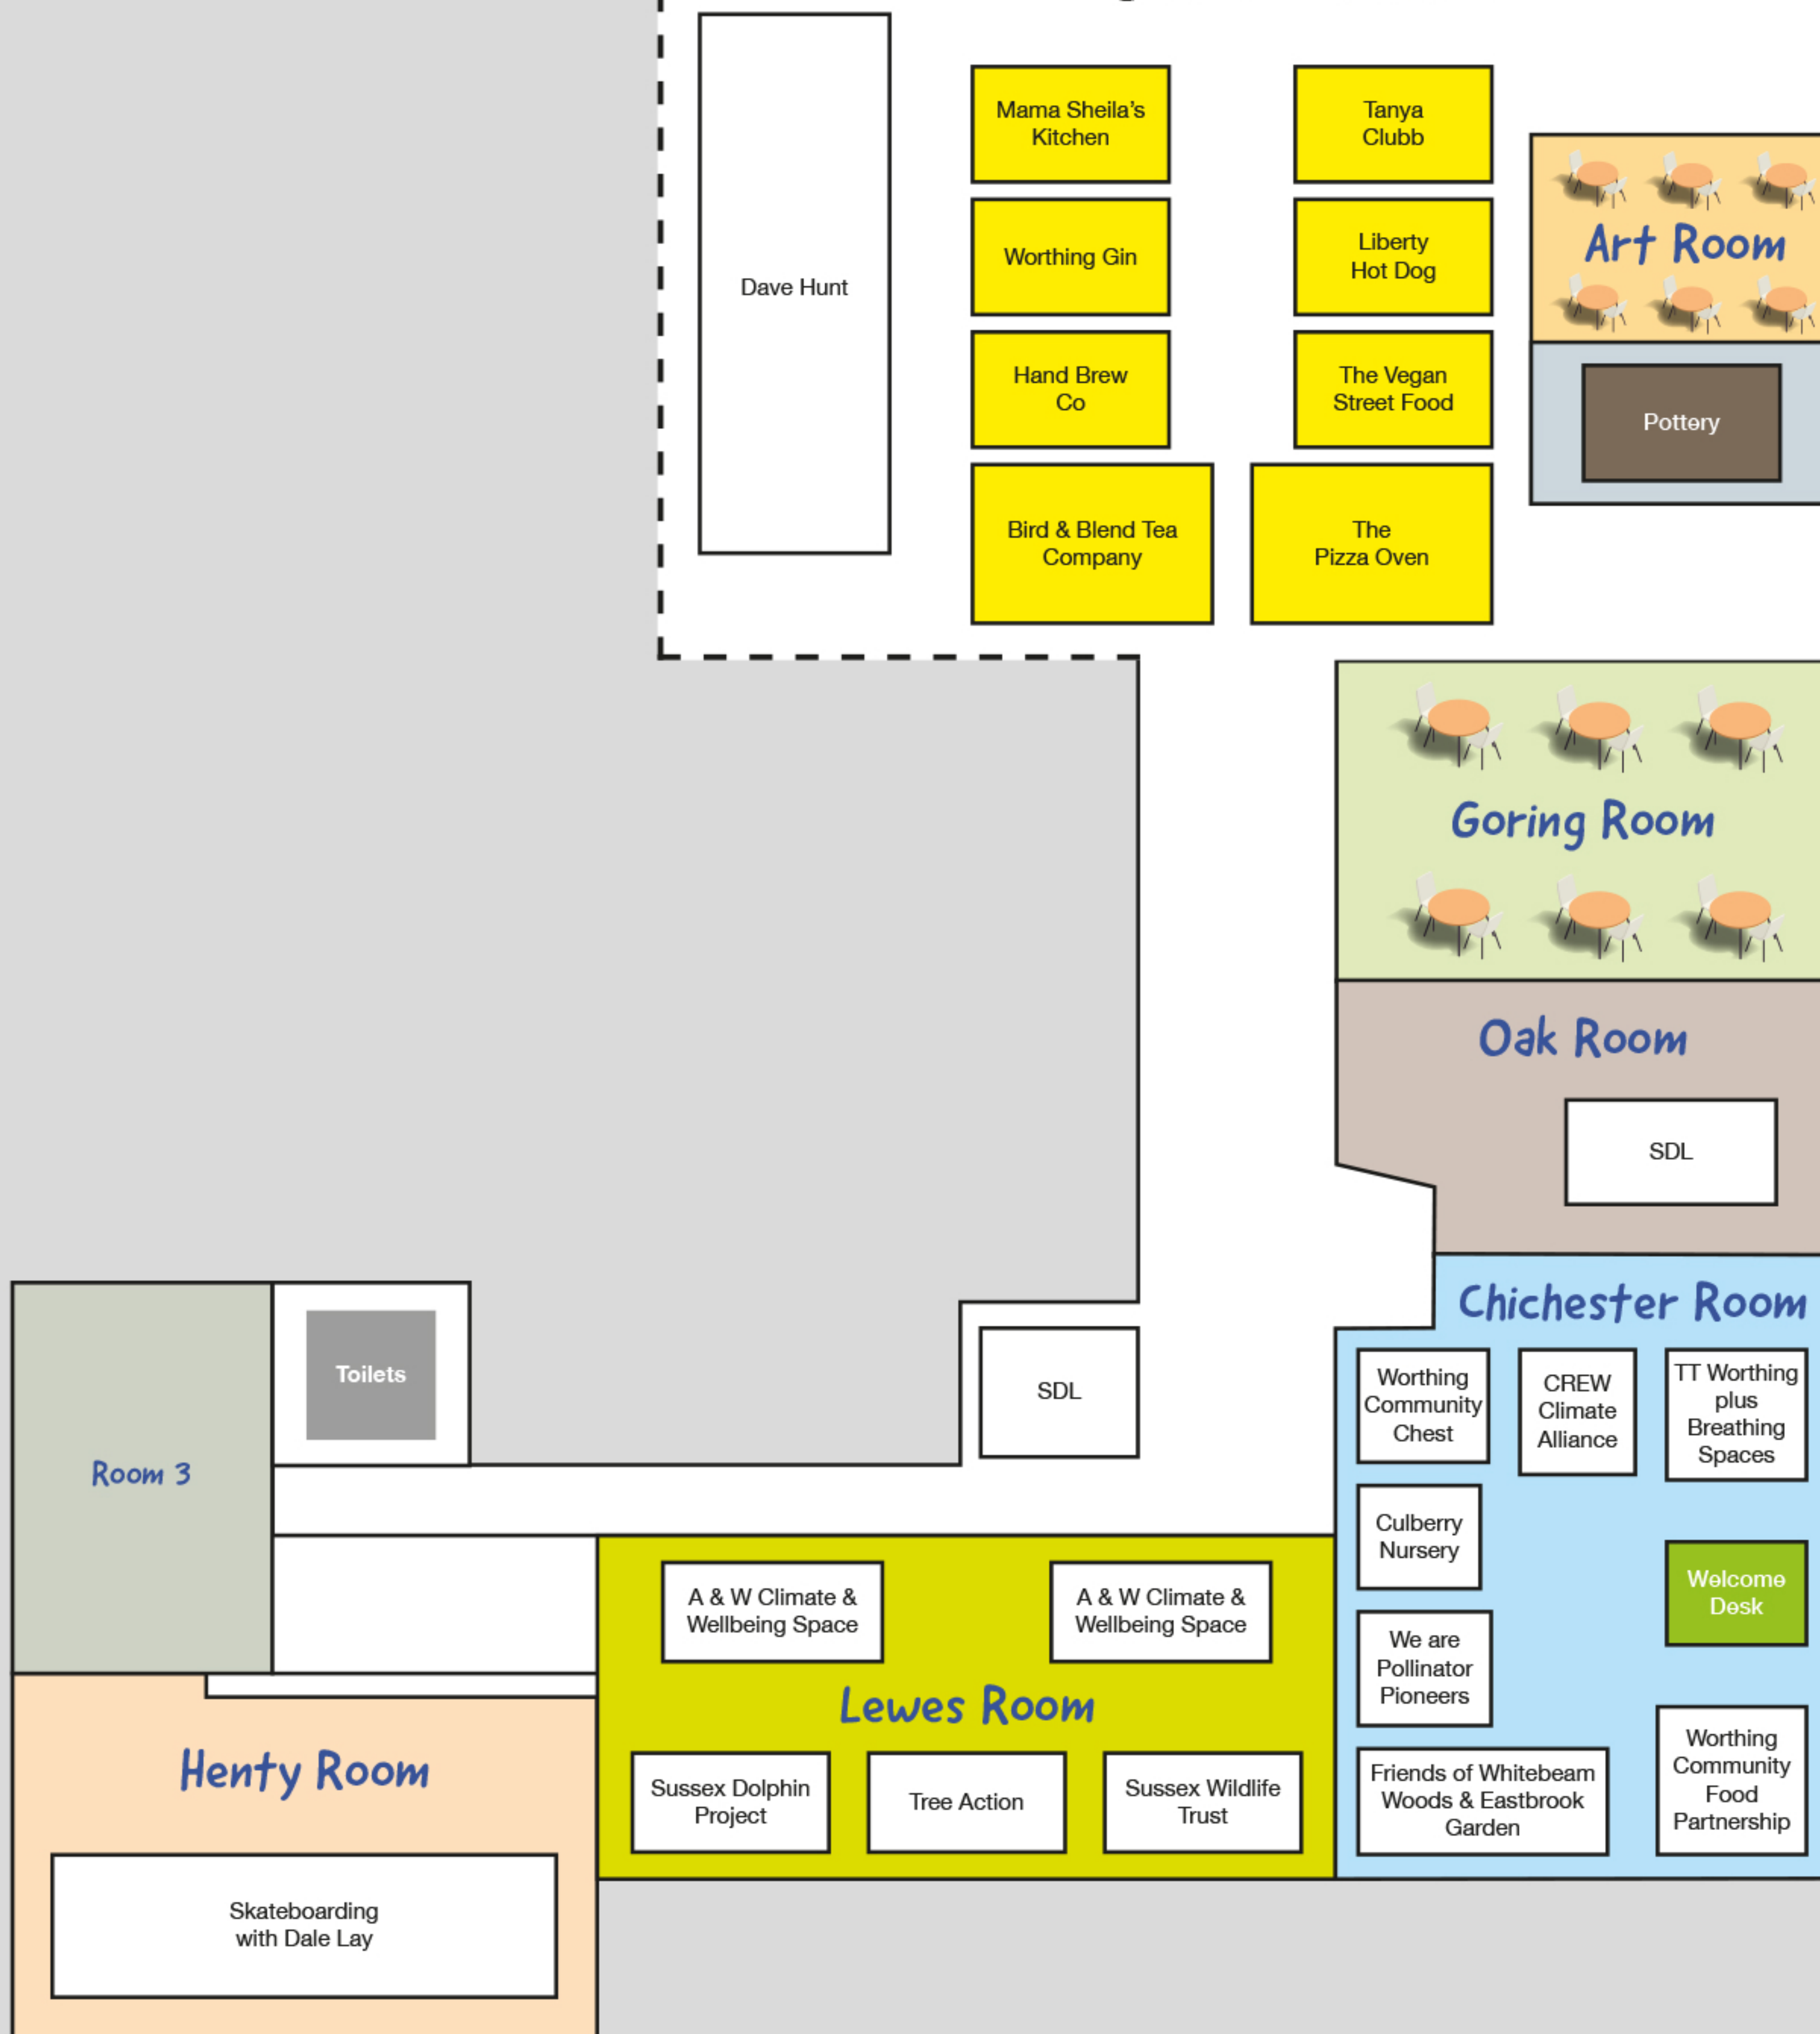 Dave Hunt
Mama Sheila's
Kitchen
Tanya
Clubb
Worthing Gin
Liberty
Hot Dog
Hand Brew
Co
The Vegan
Street Food
Bird & Blend Tea
Company
The
Pizza Oven
Art Room
Pottery
Goring Room
Oak Room
SDL
Chichester Room
Worthing
Community
Chest
CREW
Climate
Alliance
TT Worthing
plus
Breathing
Spaces
Culberry
Nursery
Welcome
Desk
We are
Pollinator
Pioneers
Friends of Whitebeam
Woods & Eastbrook
Garden
Worthing
Community
Food
Partnership
SDL
Toilets
Room 3
A & W Climate &
Wellbeing Space
A & W Climate &
Wellbeing Space
Lewes Room
Sussex Dolphin
Project
Tree Action
Sussex Wildlife
Trust
Henty Room
Skateboarding
with Dale Lay